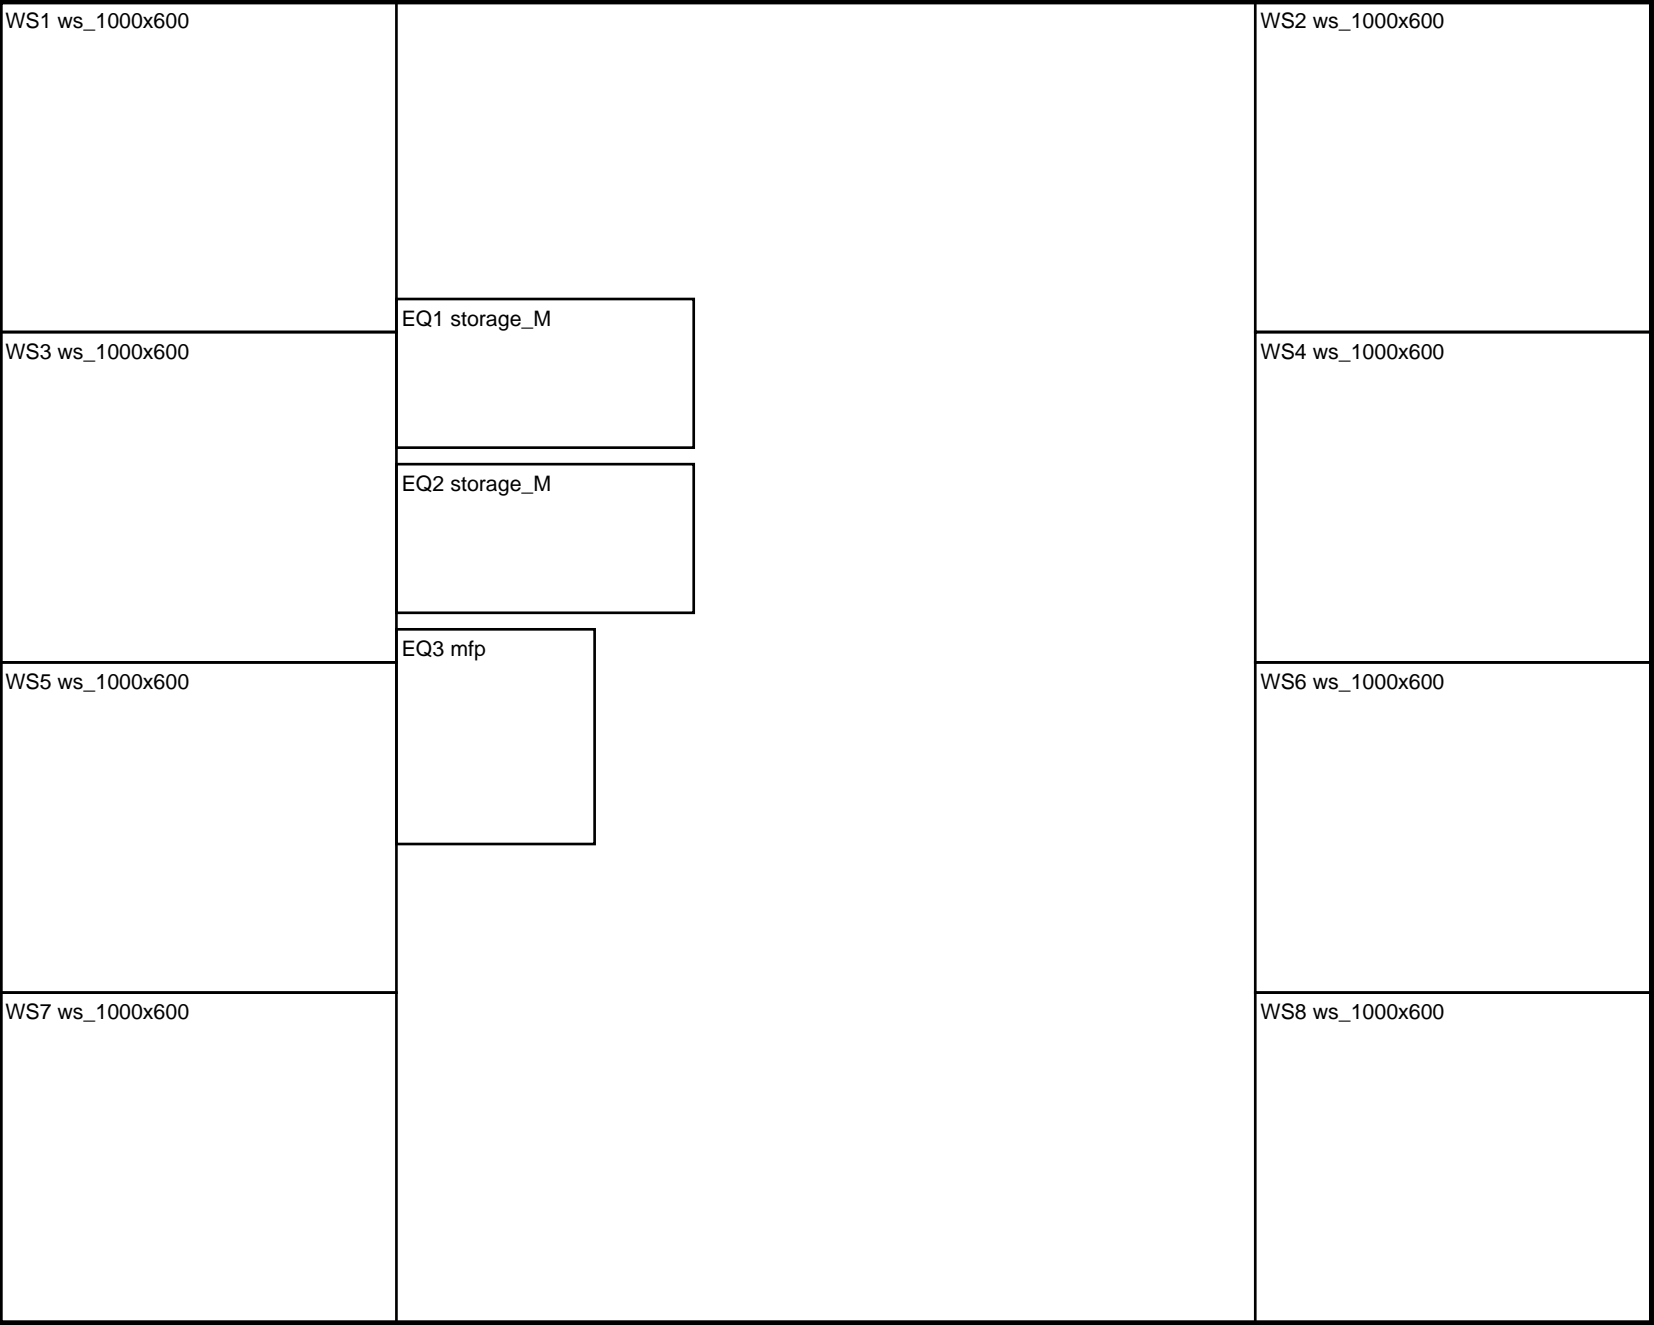 WS1 ws_1000x600
WS2 ws_1000x600
EQ1 storage_M
WS3 ws_1000x600
WS4 ws_1000x600
EQ2 storage_M
EQ3 mfp
WS5 ws_1000x600
WS6 ws_1000x600
WS7 ws_1000x600
WS8 ws_1000x600